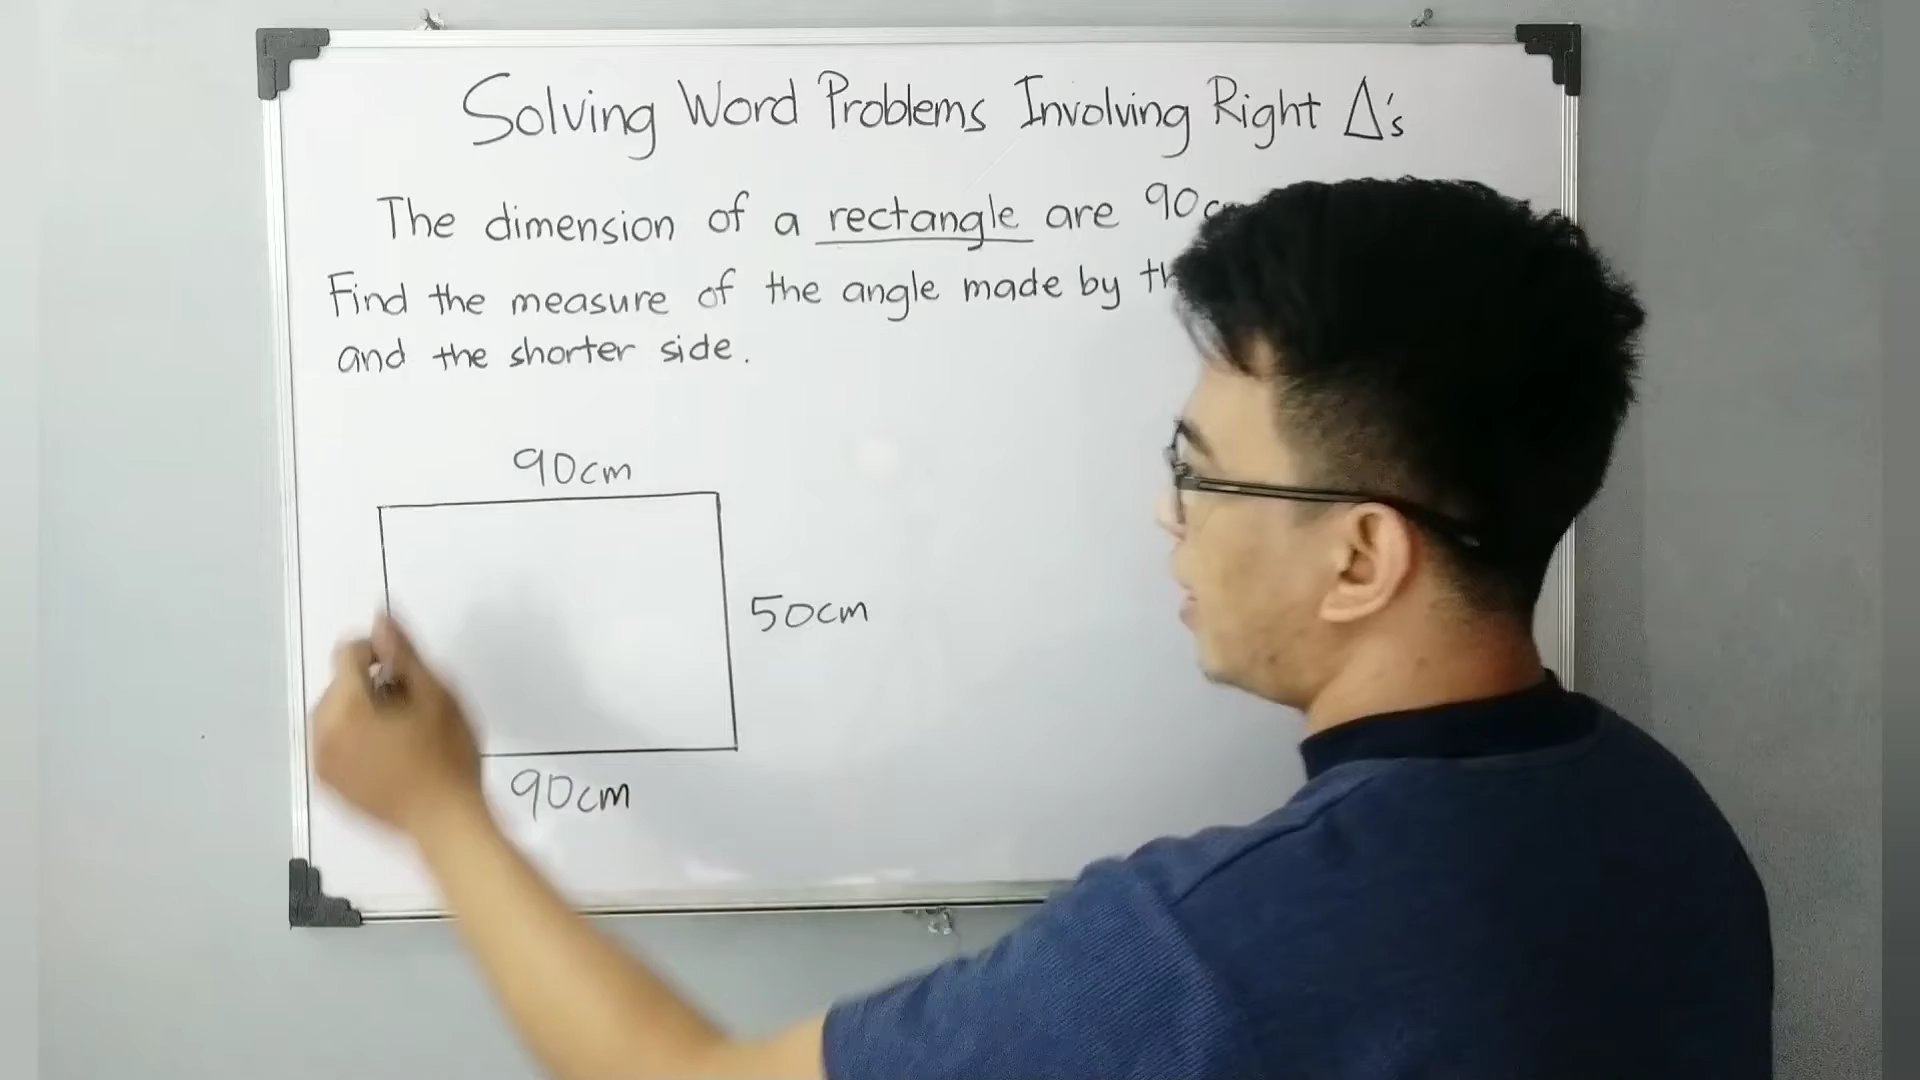 Solving Word Problems Involving Right Δ's
The dimension of a rectangle are 90
Find the measure of the angle made by
and the shorter side.
90cm
50cm
90cm